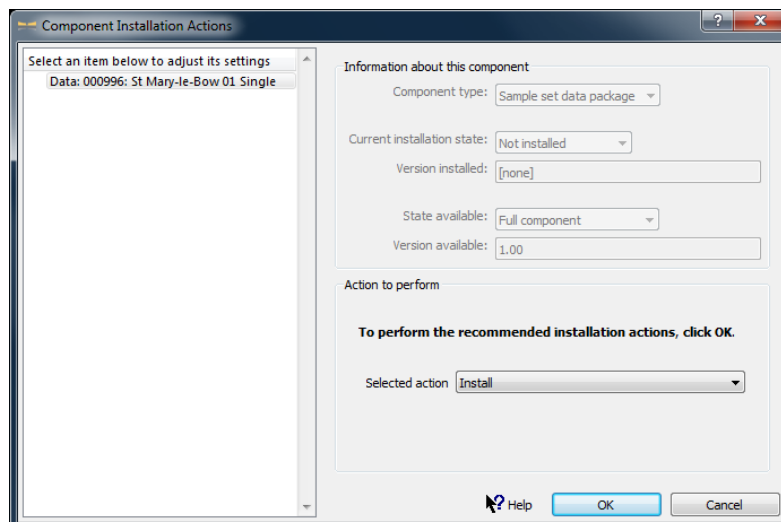 Component Installation Actions
?
Select an item below to adjust its settings
Data: 000996: St Mary-le-Bow 01 Single
Information about this component
Component type: Sample set data package
Current installation state: Not installed
Version installed: [none]
State available: Full component
Version available: 1.00
Action to perform
To perform the recommended installation actions, click OK.
Selected action Install
? Help OK Cancel